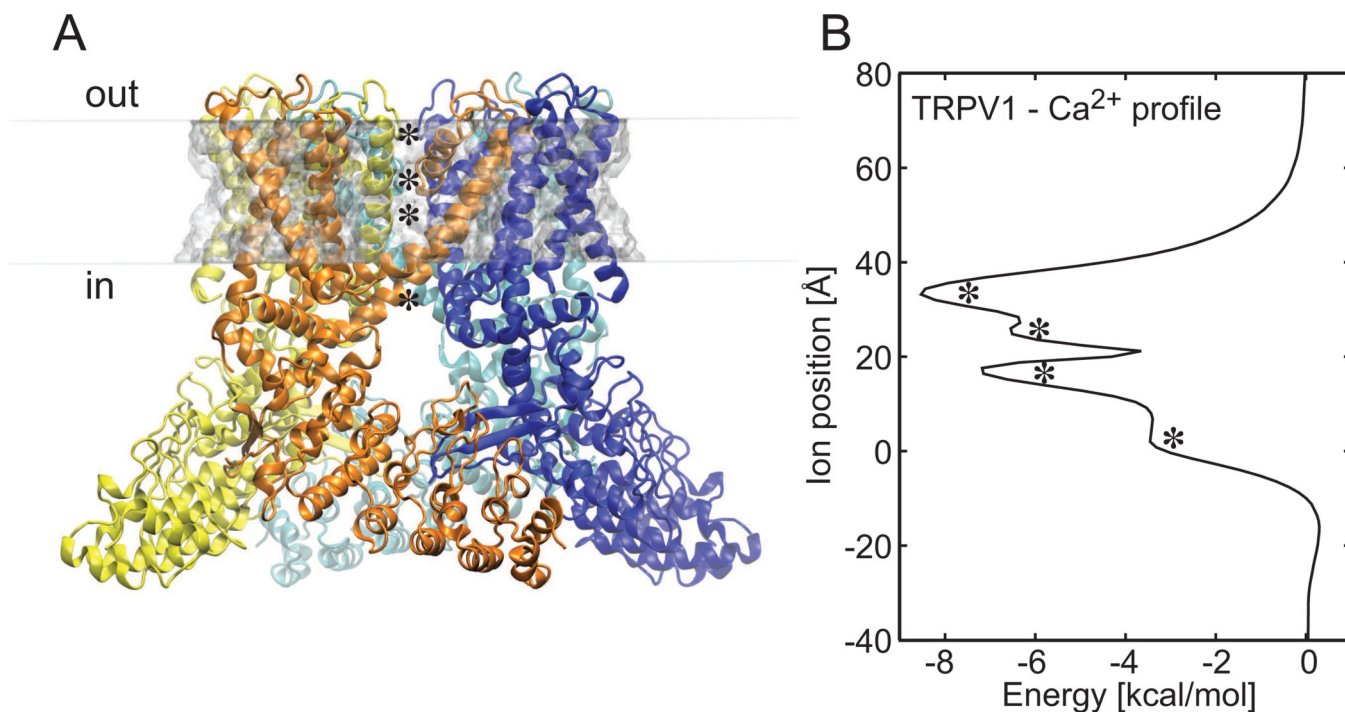 A
out
in
*
*
*
*
B
TRPV1 - Ca²⁺ profile
Ion position [Å]
80
60
40
20
0
-20
-40
*
*
*
*
-8 -6 -4 -2 0
Energy [kcal/mol]